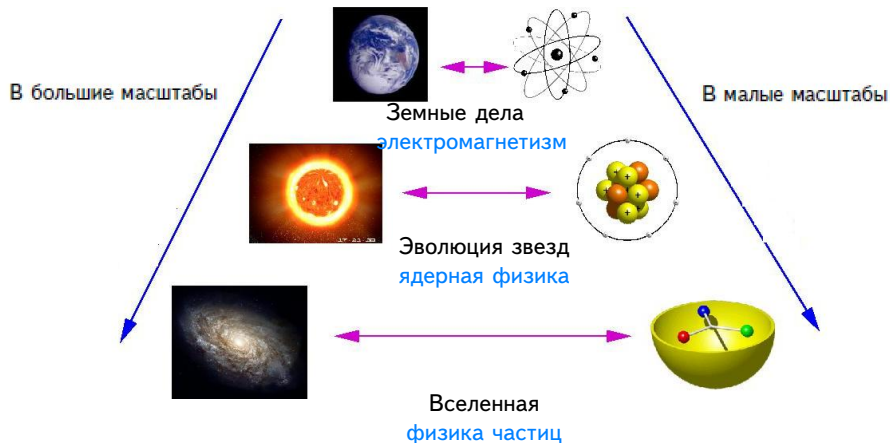 В большие масштабы
В малые масштабы
Земные дела
электромагнетизм
Эволюция звезд
ядерная физика
Вселенная
физика частиц